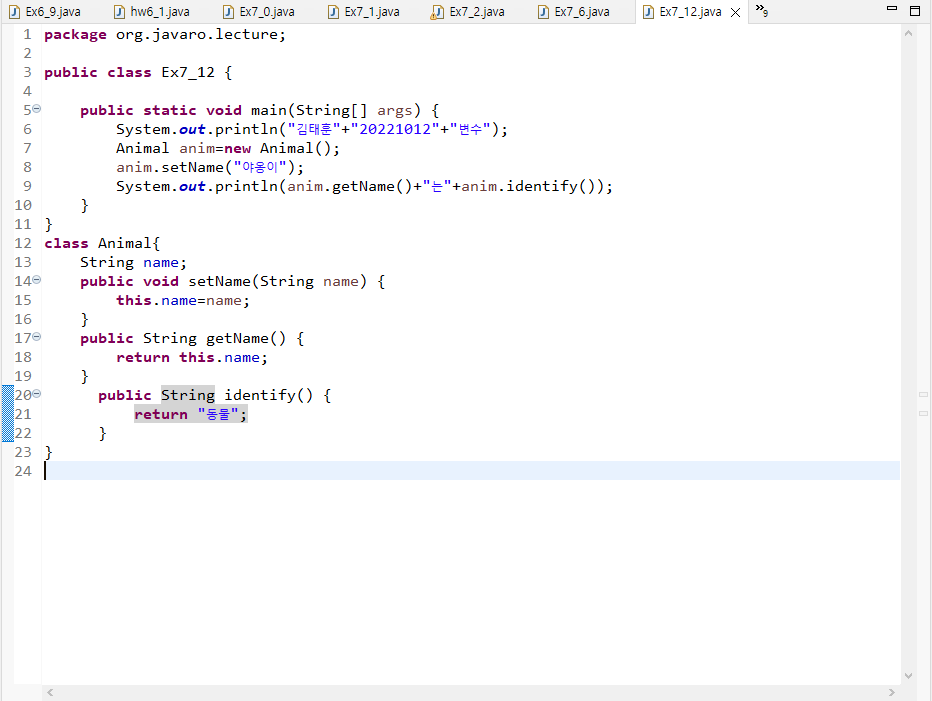 Ex6_9.java hw6_1.java Ex7_0.java Ex7_1.java Ex7_2.java Ex7_6.java Ex7_12.java 9
1 package org.javaro.lecture;
2
3 public class Ex7_12 {
4
5 public static void main(String[] args) {
6 System.out.println("김태훈"+"20221012"+"변수");
7 Animal anim=new Animal();
8 anim.setName("야옹이");
9 System.out.println(anim.getName()+"는"+anim.identify());
10 }
11 }
12 class Animal{
13 String name;
14 public void setName(String name) {
15 this.name=name;
16 }
17 public String getName() {
18 return this.name;
19 }
20 public String identify() {
21 return "동물";
22 }
23 }
24